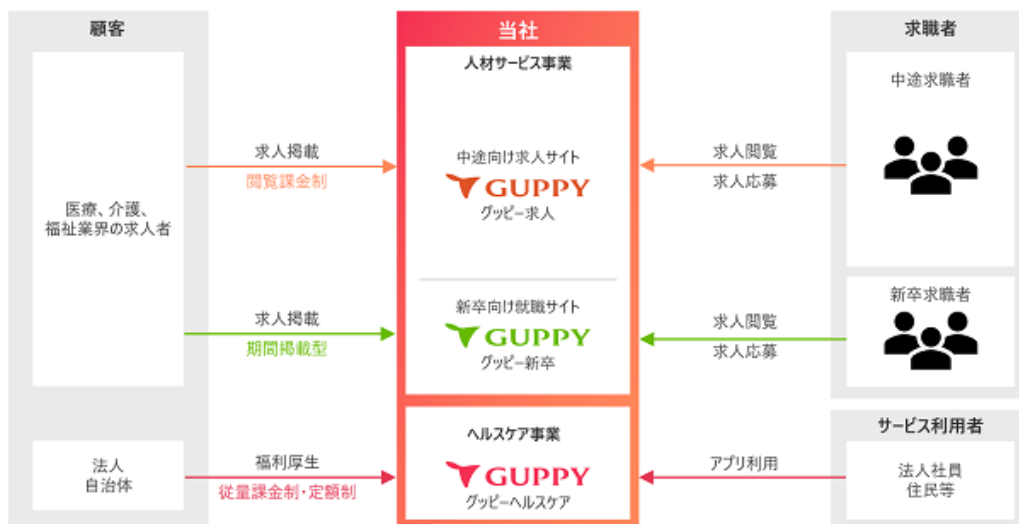 顧客
医療、介護、
福祉業界の求人者
法人
自治体
求人掲載
閲覧課金制
求人掲載
期間掲載型
福利厚生
従量課金制・定額制
当社
人材サービス事業
中途向け求人サイト
GUPPY
グッピー求人
新卒向け就職サイト
GUPPY
グッピー新卒
ヘルスケア事業
GUPPY
グッピーヘルスケア
求人閲覧
求人応募
求人閲覧
求人応募
アプリ利用
求職者
中途求職者
新卒求職者
サービス利用者
法人社員
住民等